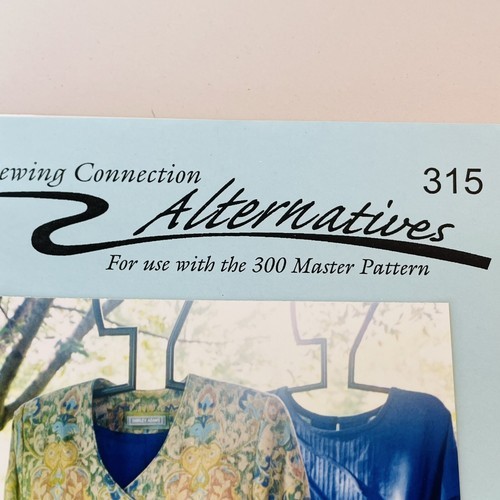 ewing Connection
315
Alternatives
For use with the 300 Master Pattern